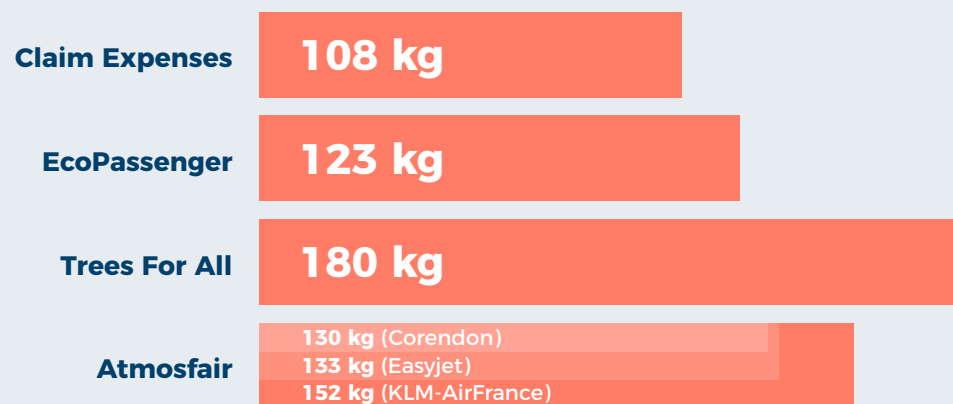 Claim Expenses 108 kg
EcoPassenger 123 kg
Trees For All 180 kg
Atmosfair
130 kg (Corendon)
133 kg (Easyjet)
152 kg (KLM-AirFrance)